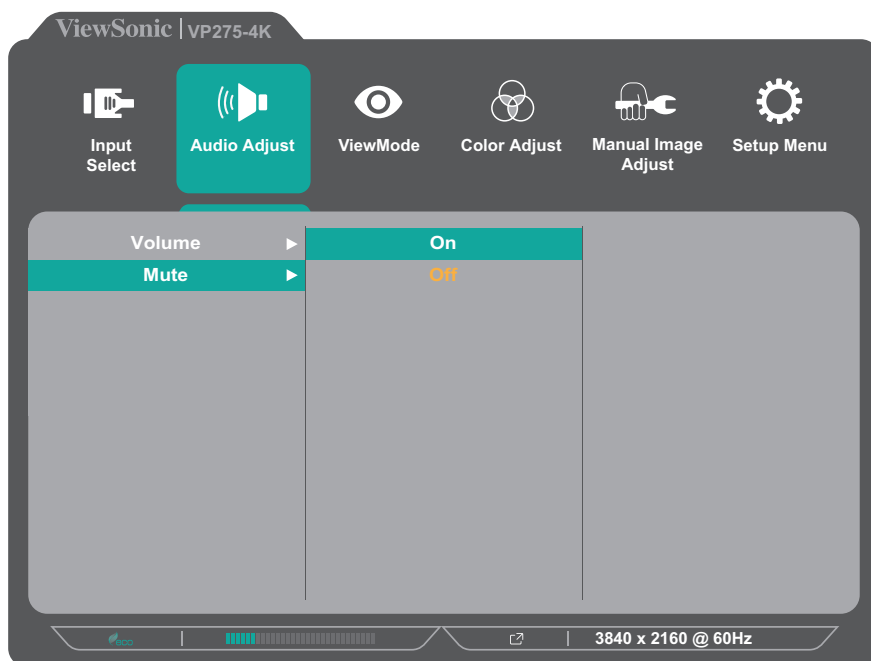 ViewSonic | VP275-4K
Input Select
Audio Adjust
ViewMode
Color Adjust
Manual Image Adjust
Setup Menu
Volume
On
Mute
Off
eco
3840 x 2160 @ 60Hz